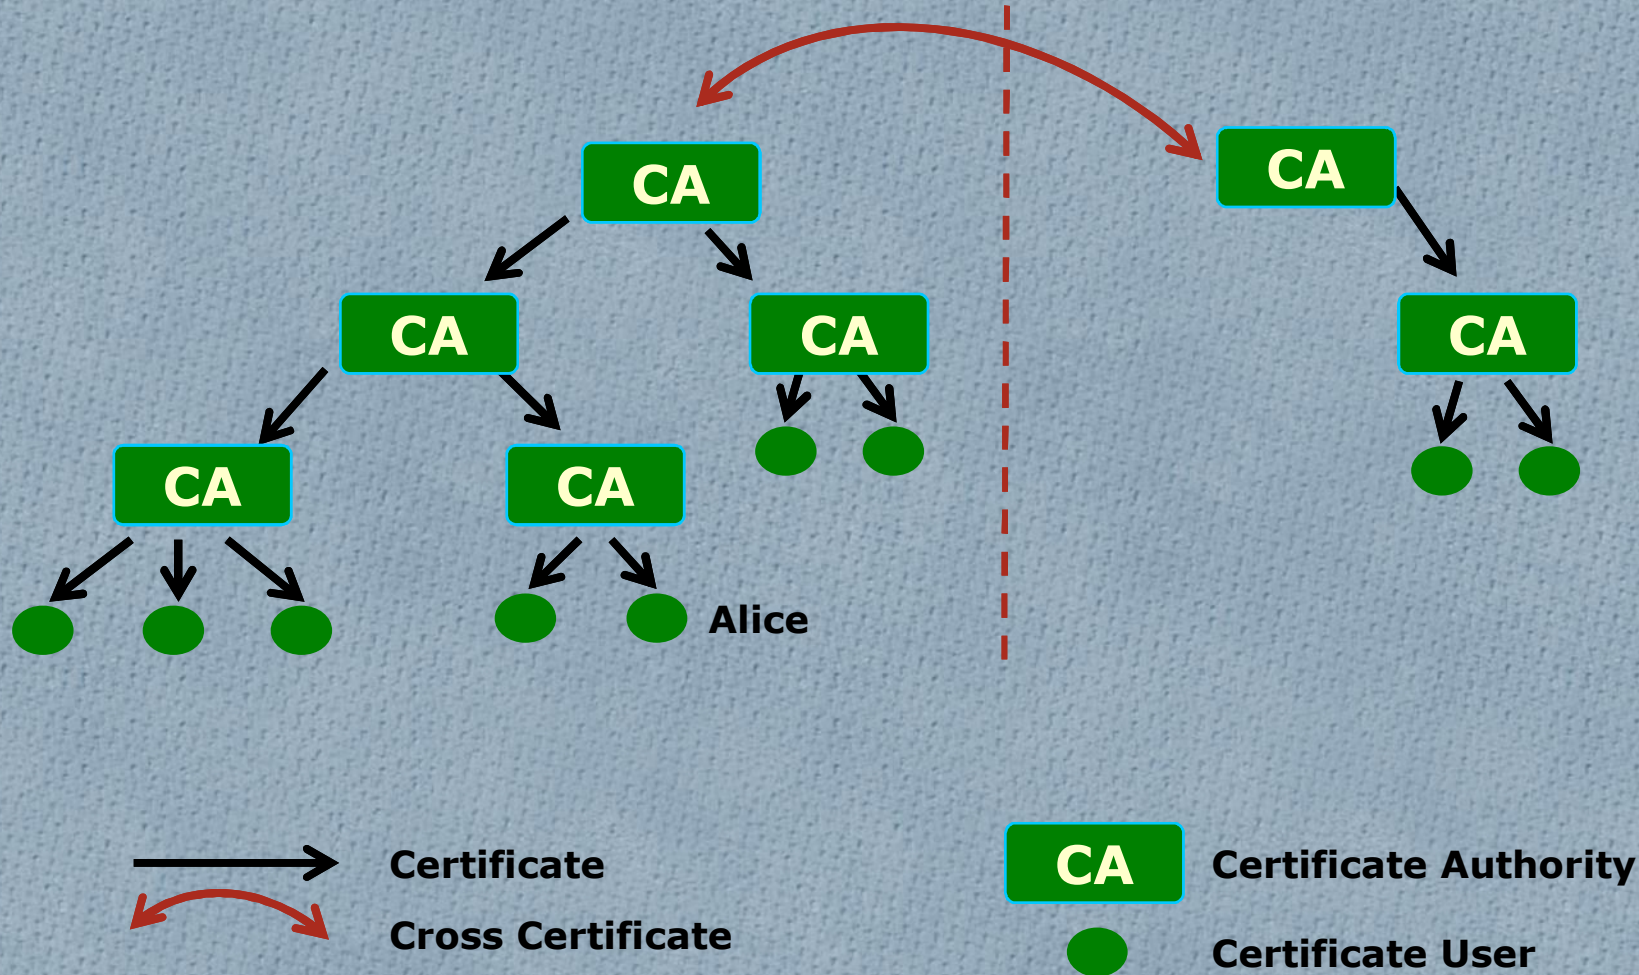 CA
CA
CA
CA
CA
CA
CA
Alice
Certificate
CA Certificate Authority
Cross Certificate
Certificate User